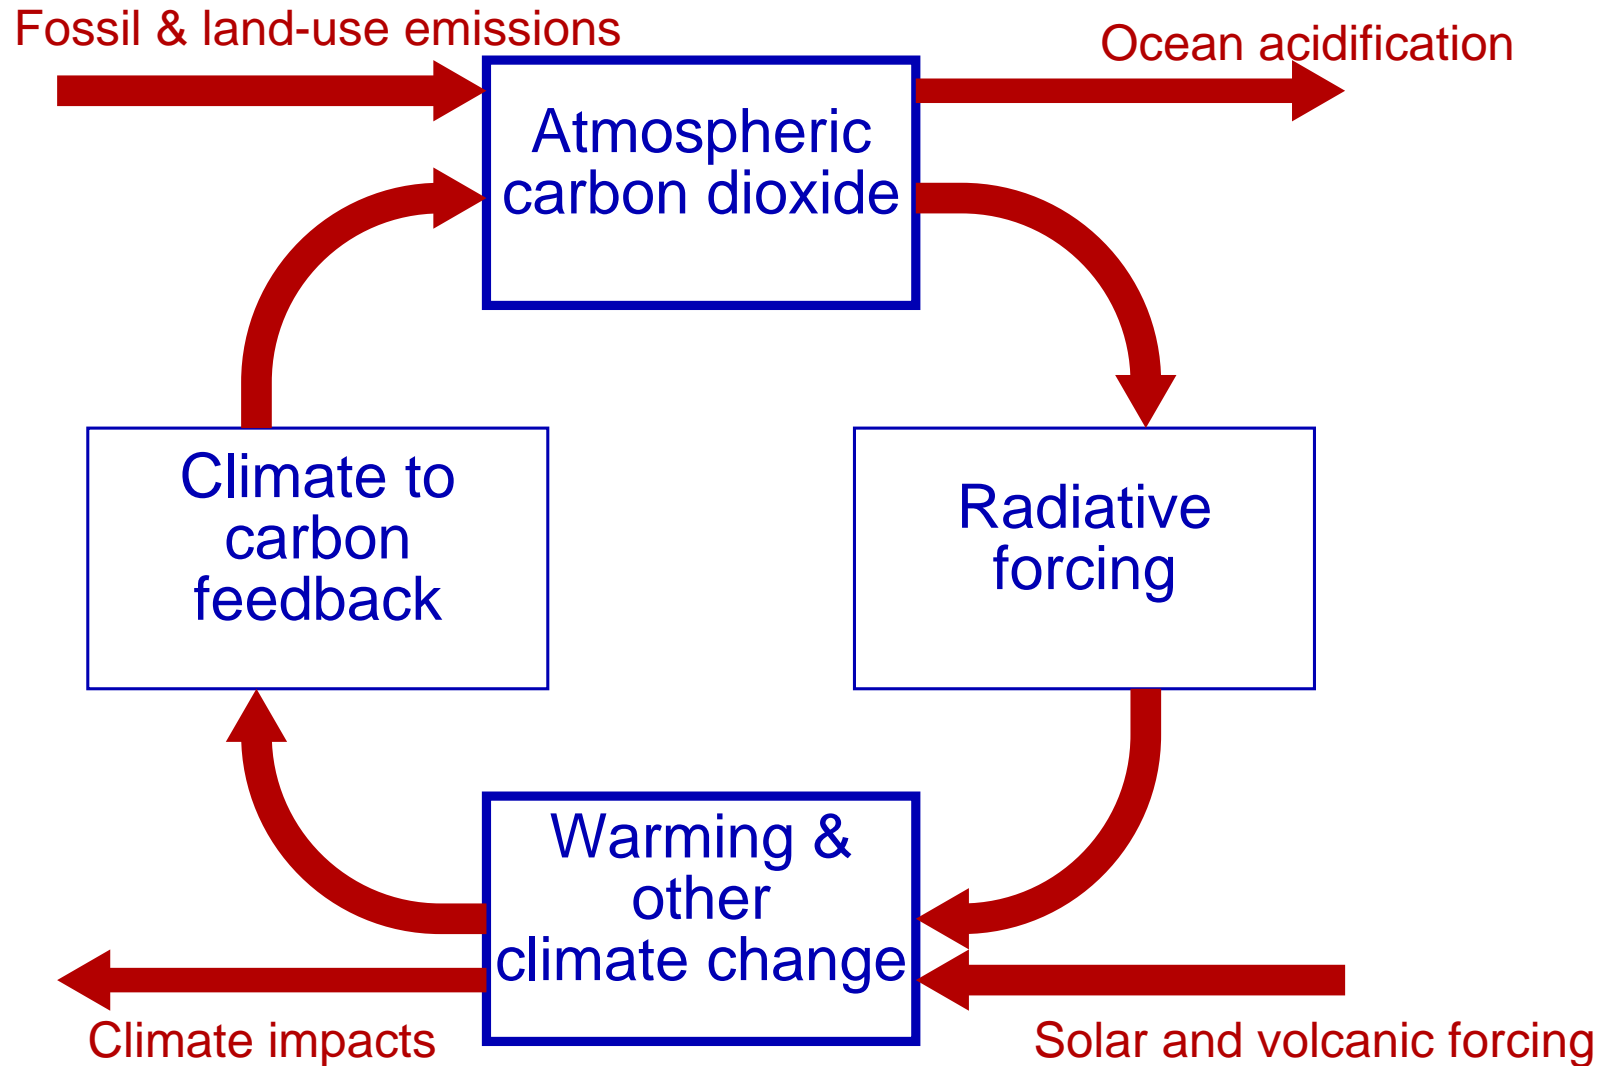 Fossil & land-use emissions
Ocean acidification
Atmospheric
carbon dioxide
Climate to
carbon
feedback
Radiative
forcing
Warming &
other
climate change
Climate impacts
Solar and volcanic forcing